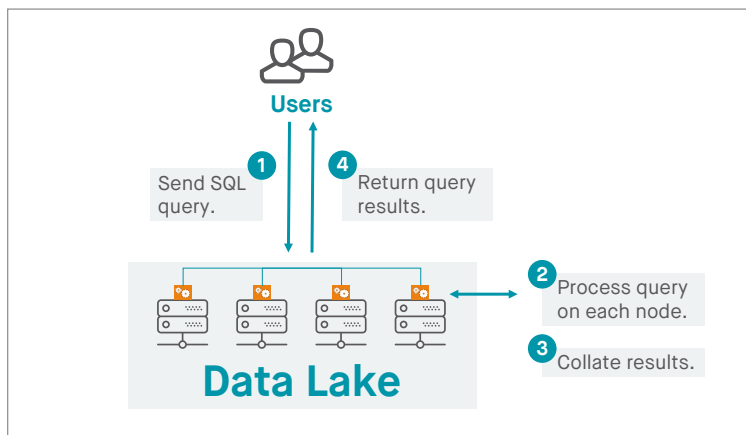 Users
1
Send SQL
query.
4
Return query
results.
2
Process query
on each node.
3
Collate results.
Data Lake